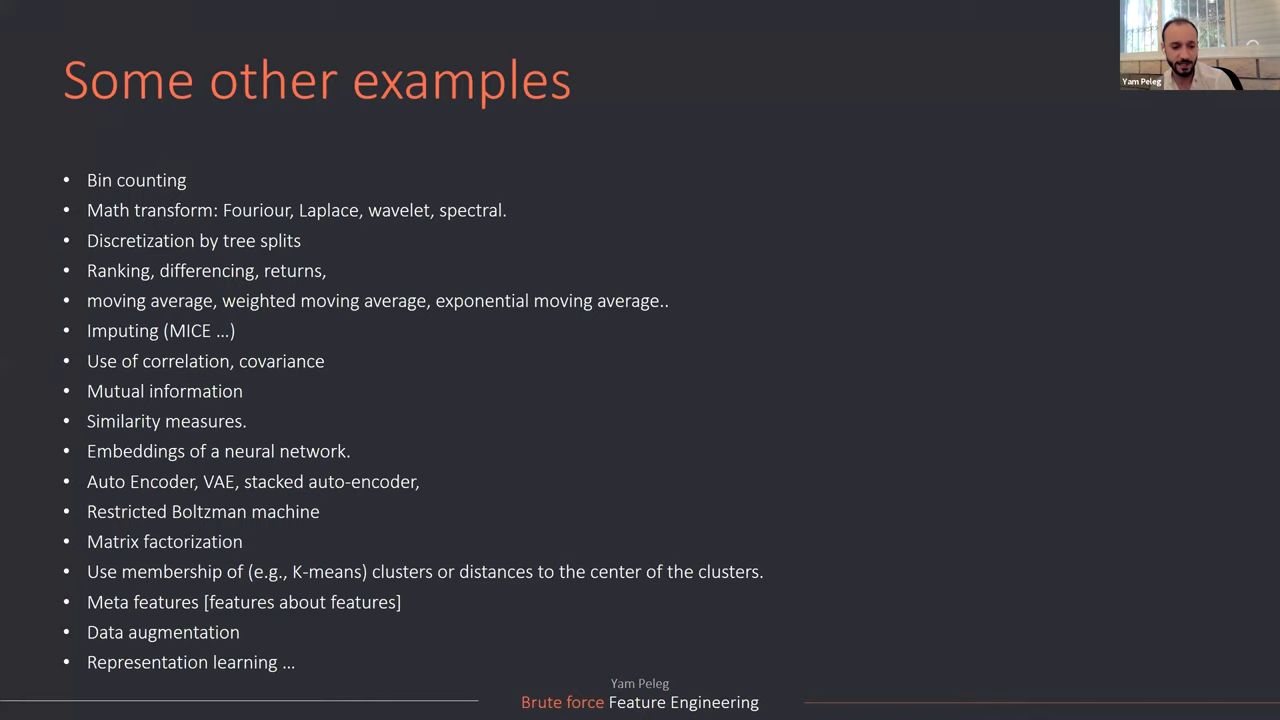 Some other examples
Yam Peleg
• Bin counting
• Math transform: Fouriour, Laplace, wavelet, spectral.
• Discretization by tree splits
• Ranking, differencing, returns,
• moving average, weighted moving average, exponential moving average..
• Imputing (MICE ...)
• Use of correlation, covariance
• Mutual information
• Similarity measures.
• Embeddings of a neural network.
• Auto Encoder, VAE, stacked auto-encoder,
• Restricted Boltzman machine
• Matrix factorization
• Use membership of (e.g., K-means) clusters or distances to the center of the clusters.
• Meta features [features about features]
• Data augmentation
• Representation learning ...
Yam Peleg
Brute force Feature Engineering